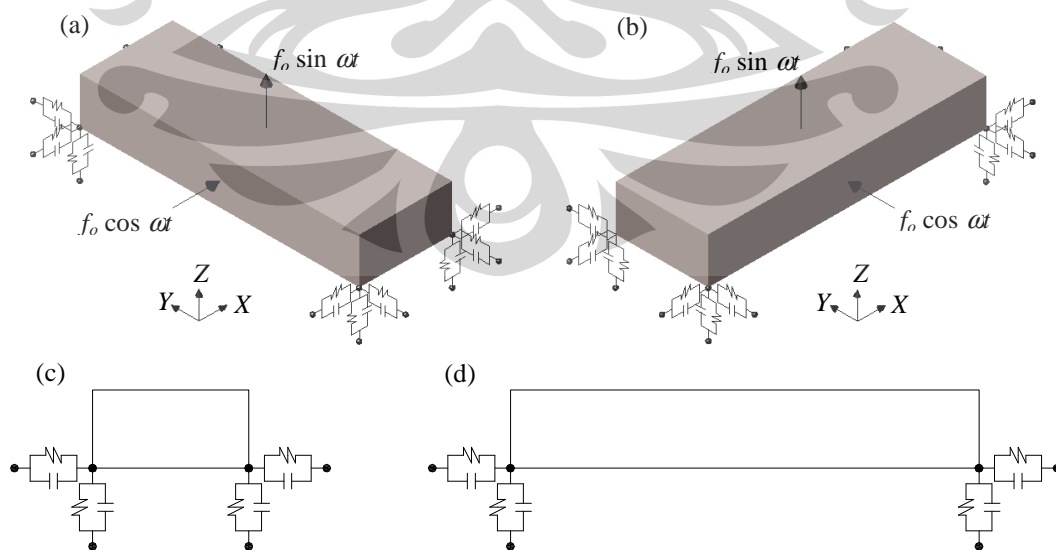 (a)
f_o sin ωt
f_o cos ωt
Z
Y
X
(b)
f_o sin ωt
f_o cos ωt
Z
Y
X
(c)
(d)